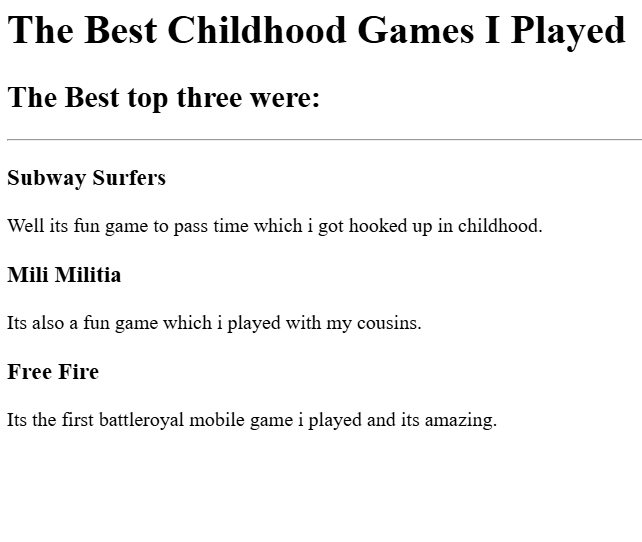 The Best Childhood Games I Played
The Best top three were:
Subway Surfers
Well its fun game to pass time which i got hooked up in childhood.
Mili Militia
Its also a fun game which i played with my cousins.
Free Fire
Its the first battleroyal mobile game i played and its amazing.